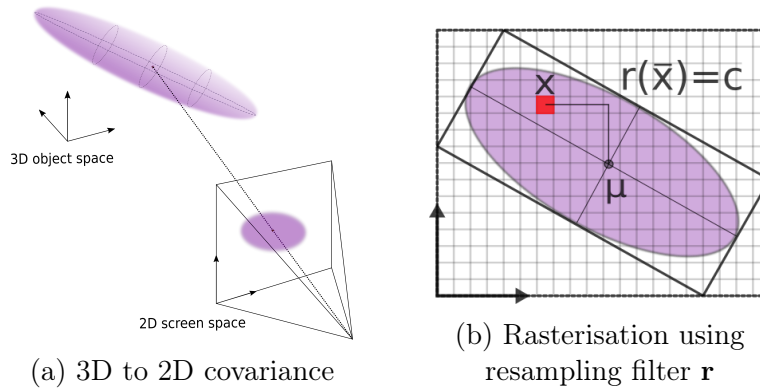 3D object space
2D screen space
(a) 3D to 2D covariance
x
r(x̄)=c
μ
(b) Rasterisation using
resampling filter r